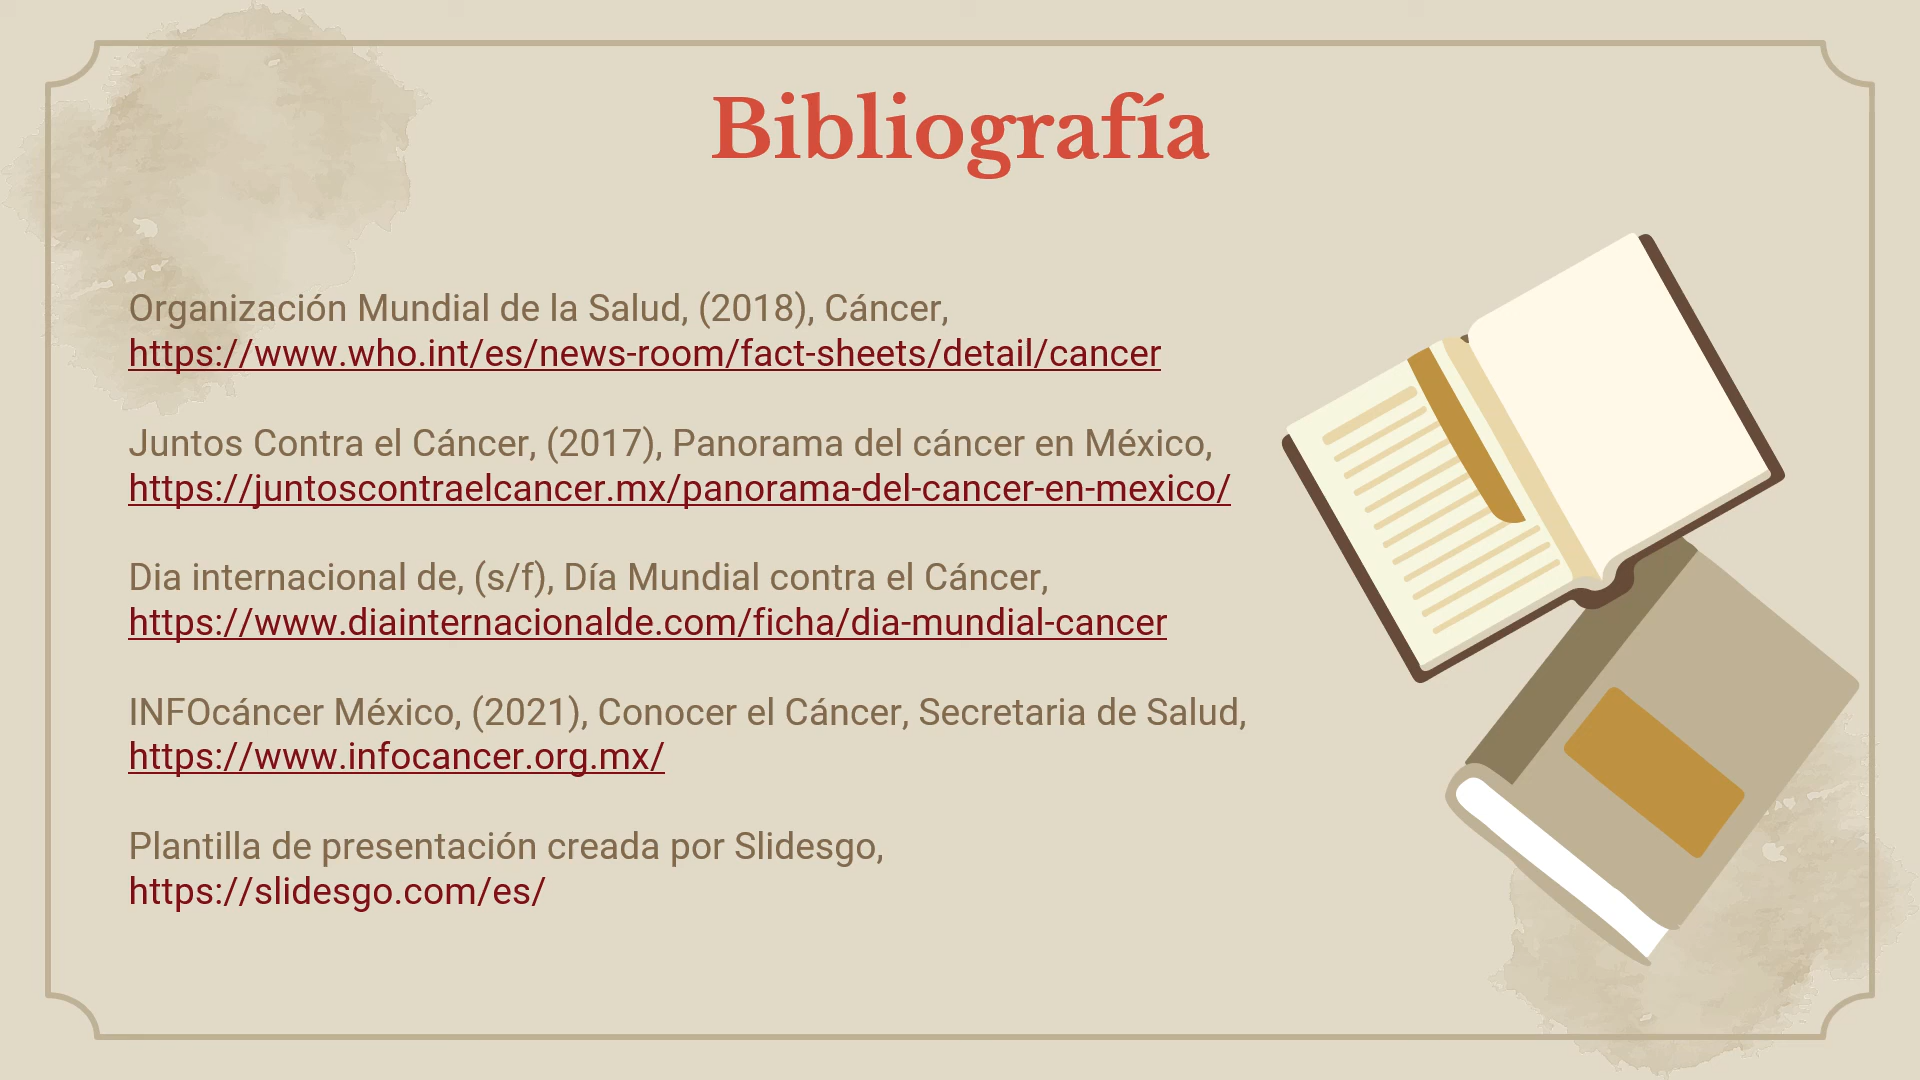 Bibliografía
Organización Mundial de la Salud, (2018), Cáncer,
https://www.who.int/es/news-room/fact-sheets/detail/cancer
Juntos Contra el Cáncer, (2017), Panorama del cáncer en México,
https://juntoscontraelcancer.mx/panorama-del-cancer-en-mexico/
Dia internacional de, (s/f), Día Mundial contra el Cáncer,
https://www.diainternacionalde.com/ficha/dia-mundial-cancer
INFOcáncer México, (2021), Conocer el Cáncer, Secretaria de Salud,
https://www.infocancer.org.mx/
Plantilla de presentación creada por Slidesgo,
https://slidesgo.com/es/